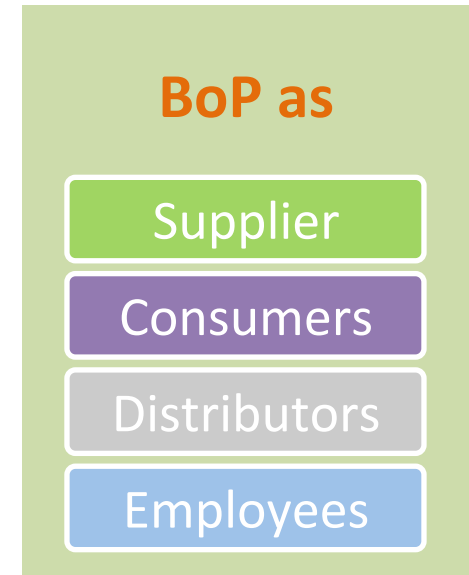 BoP as
Supplier
Consumers
Distributors
Employees